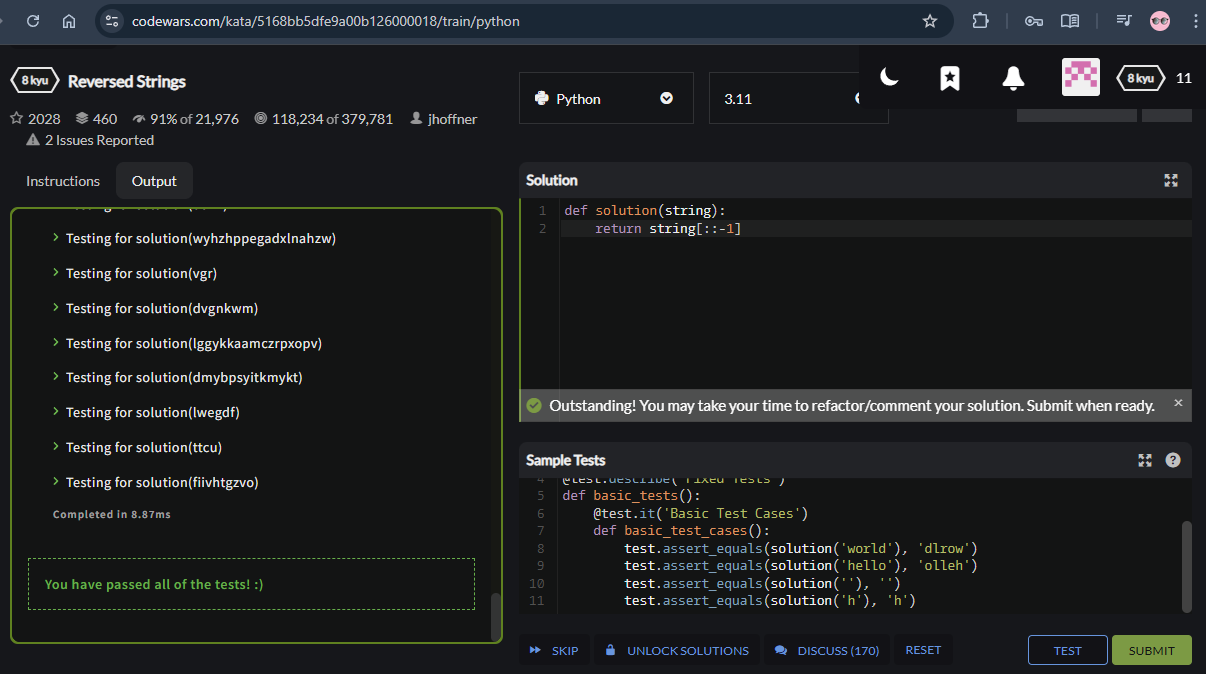 codewars.com/kata/5168bb5dfe9a00b126000018/train/python
8 kyu Reversed Strings
2028 460 91% of 21,976 118,234 of 379,781 jhoffner
2 Issues Reported
Python
3.11
8 kyu 11
Instructions Output
Testing for solution(wyhzhppegadxlnahzw)
Testing for solution(vgr)
Testing for solution(dvgnkwm)
Testing for solution(lggykkaamczrpxopv)
Testing for solution(dmybpsyitkmykt)
Testing for solution(lwegdf)
Testing for solution(ttcu)
Testing for solution(fiivhtgzvo)
Completed in 8.87ms
You have passed all of the tests! :)
Solution
1 def solution(string):
2 return string[::-1]
Outstanding! You may take your time to refactor/comment your solution. Submit when ready. ×
Sample Tests ?
4 @test.describe("Fixed Tests")
5 def basic_tests():
6 @test.it('Basic Test Cases')
7 def basic_test_cases():
8 test.assert_equals(solution('world'), 'dlrow')
9 test.assert_equals(solution('hello'), 'olleh')
10 test.assert_equals(solution(''), '')
11 test.assert_equals(solution('h'), 'h')
SKIP UNLOCK SOLUTIONS DISCUSS (170) RESET TEST SUBMIT